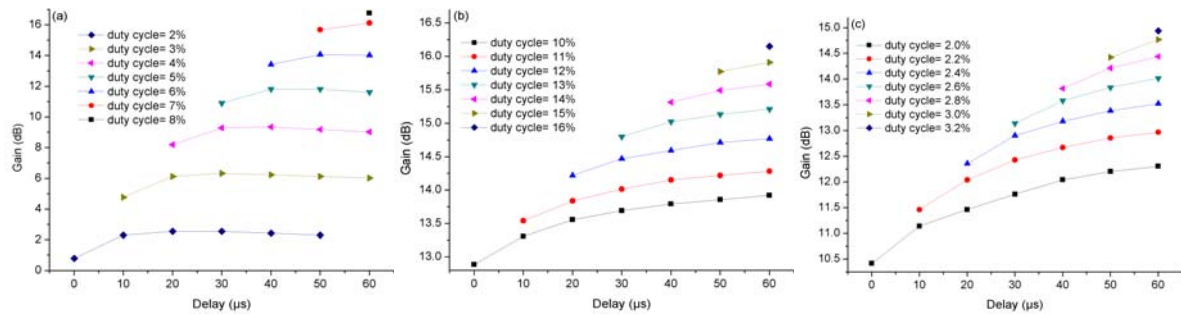 (a)
duty cycle= 2%
duty cycle= 3%
duty cycle= 4%
duty cycle= 5%
duty cycle= 6%
duty cycle= 7%
duty cycle= 8%
Gain (dB)
16
14
12
10
8
6
4
2
0
0 10 20 30 40 50 60
Delay (µs)
(b)
duty cycle= 10%
duty cycle= 11%
duty cycle= 12%
duty cycle= 13%
duty cycle= 14%
duty cycle= 15%
duty cycle= 16%
Gain (dB)
16.5
16.0
15.5
15.0
14.5
14.0
13.5
13.0
0 10 20 30 40 50 60
Delay (µs)
(c)
duty cycle= 2.0%
duty cycle= 2.2%
duty cycle= 2.4%
duty cycle= 2.6%
duty cycle= 2.8%
duty cycle= 3.0%
duty cycle= 3.2%
Gain (dB)
15.0
14.5
14.0
13.5
13.0
12.5
12.0
11.5
11.0
10.5
0 10 20 30 40 50 60
Delay (µs)